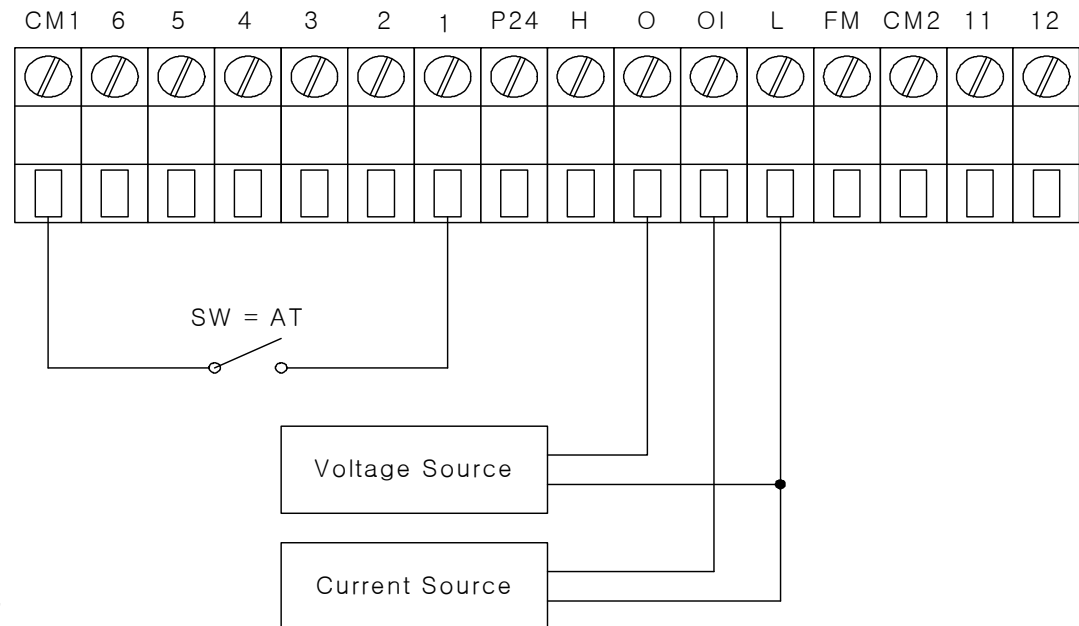 CM1 6 5 4 3 2 1 P24 H O OI L FM CM2 11 12
SW = AT
Voltage Source
Current Source